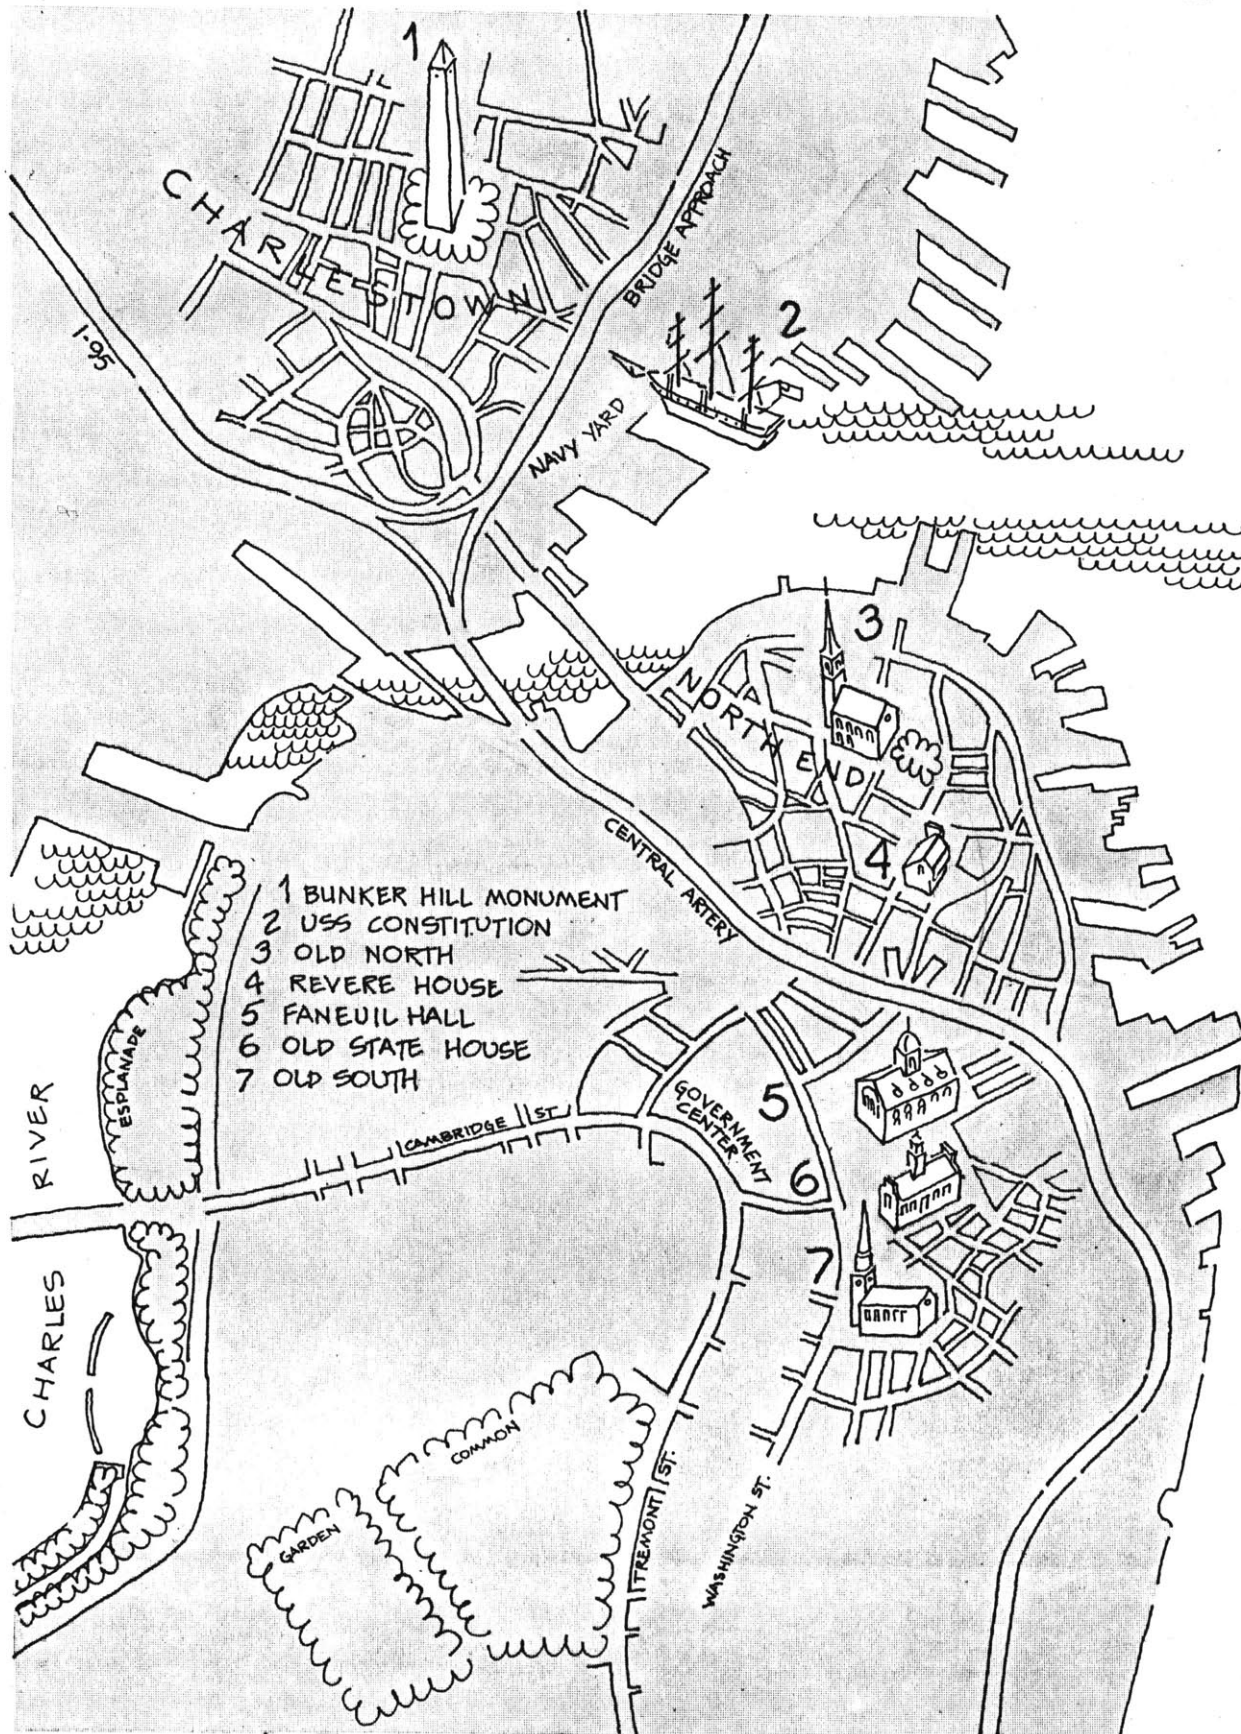 1
CHARLESTOWN
BRIDGE APPROACH
I-95
2
NAVY YARD
3
NORTH END
4
CENTRAL ARTERY
1 BUNKER HILL MONUMENT
2 USS CONSTITUTION
3 OLD NORTH
4 REVERE HOUSE
5 FANEUIL HALL
6 OLD STATE HOUSE
7 OLD SOUTH
ESPLANADE
CHARLES RIVER
CAMBRIDGE ST
GOVERNMENT
CENTER
5
6
7
COMMON
GARDEN
TREMONT ST.
WASHINGTON ST.